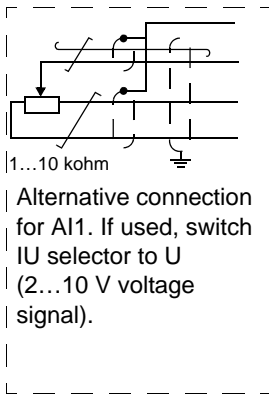 1…10 kohm
Alternative connection
for AI1. If used, switch
IU selector to U
(2…10 V voltage
signal).